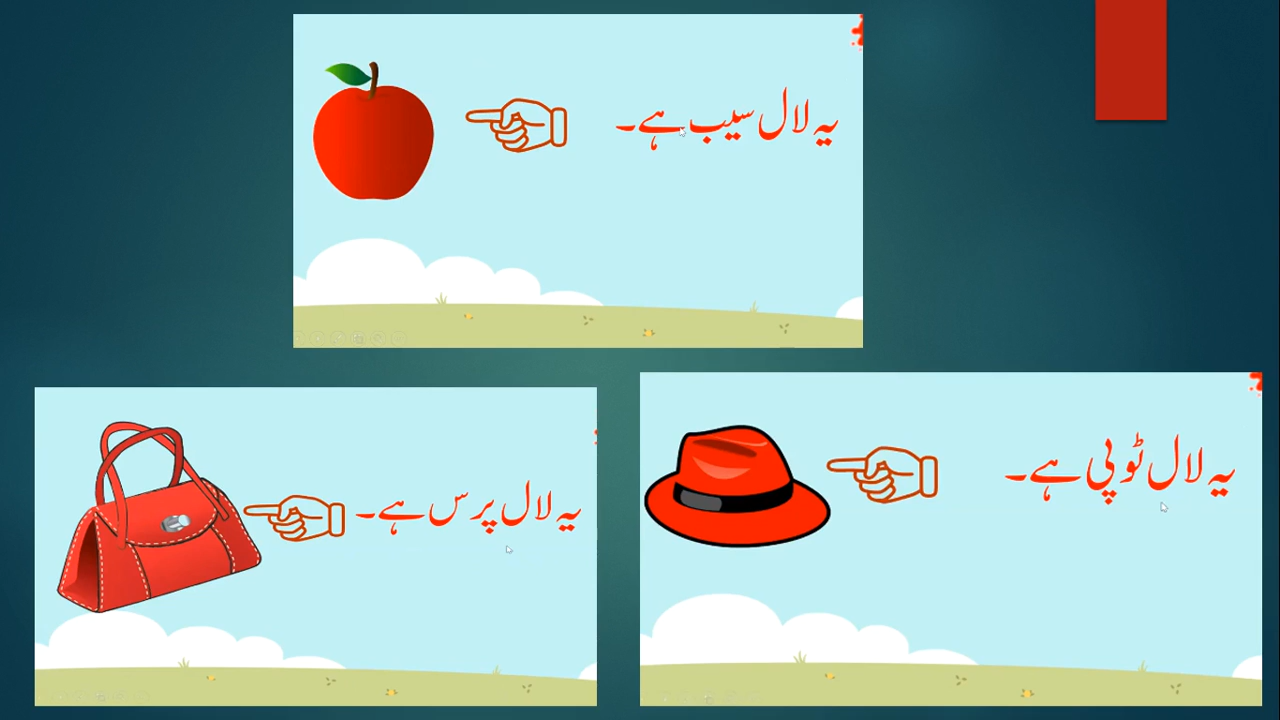 یہ لال سیب ہے۔
یہ لال پرس ہے۔
یہ لال ٹوپی ہے۔